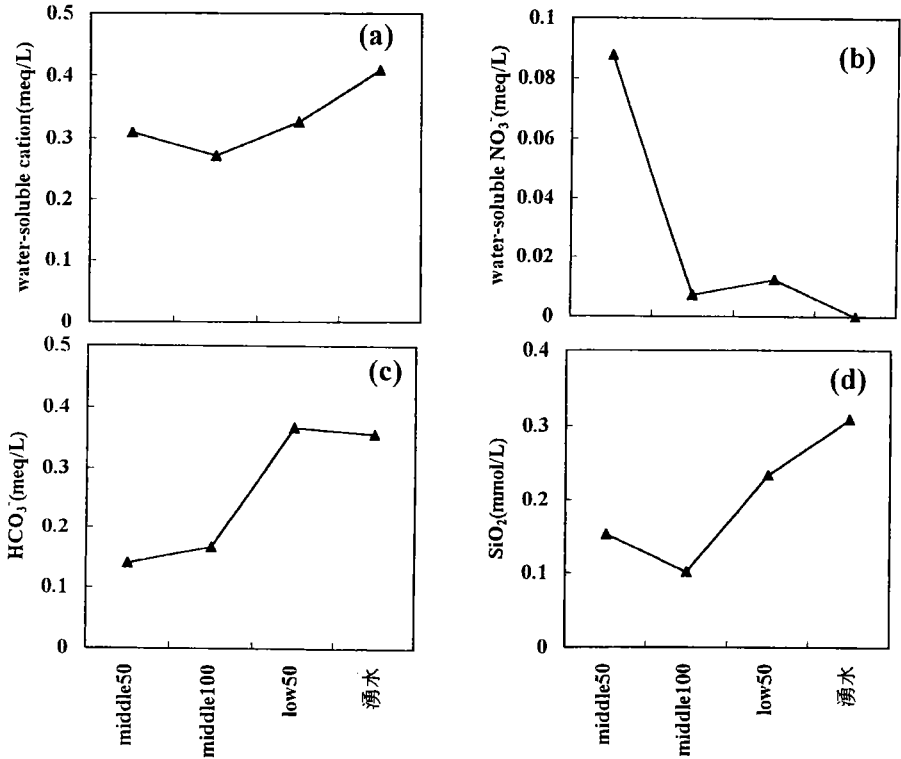 (a)
water-soluble cation(meq/L)
0.5
0.4
0.3
0.2
0.1
0
(b)
water-soluble NO₃⁻(meq/L)
0.1
0.08
0.06
0.04
0.02
0
(c)
HCO₃⁻(meq/L)
0.5
0.4
0.3
0.2
0.1
0
middle50
middle100
low50
湧水
(d)
SiO₂(mmol/L)
0.4
0.3
0.2
0.1
0
middle50
middle100
low50
湧水